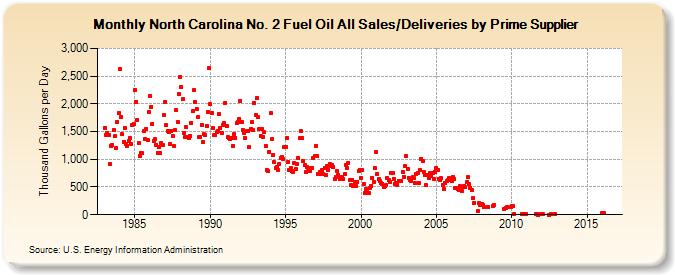 Monthly North Carolina No. 2 Fuel Oil All Sales/Deliveries by Prime Supplier
Thousand Gallons per Day
3,000
2,500
2,000
1,500
1,000
500
0
1985 1990 1995 2000 2005 2010 2015
Source: U.S. Energy Information Administration